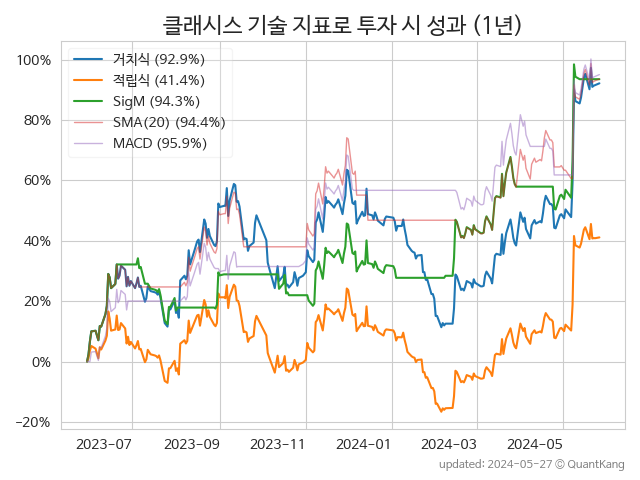 클래시스 기술 지표로 투자 시 성과 (1년)
100%
80%
60%
40%
20%
0%
−20%
거치식 (92.9%)
적립식 (41.4%)
SigM (94.3%)
SMA(20) (94.4%)
MACD (95.9%)
2023-07
2023-09
2023-11
2024-01
2024-03
2024-05
updated: 2024-05-27 © QuantKang